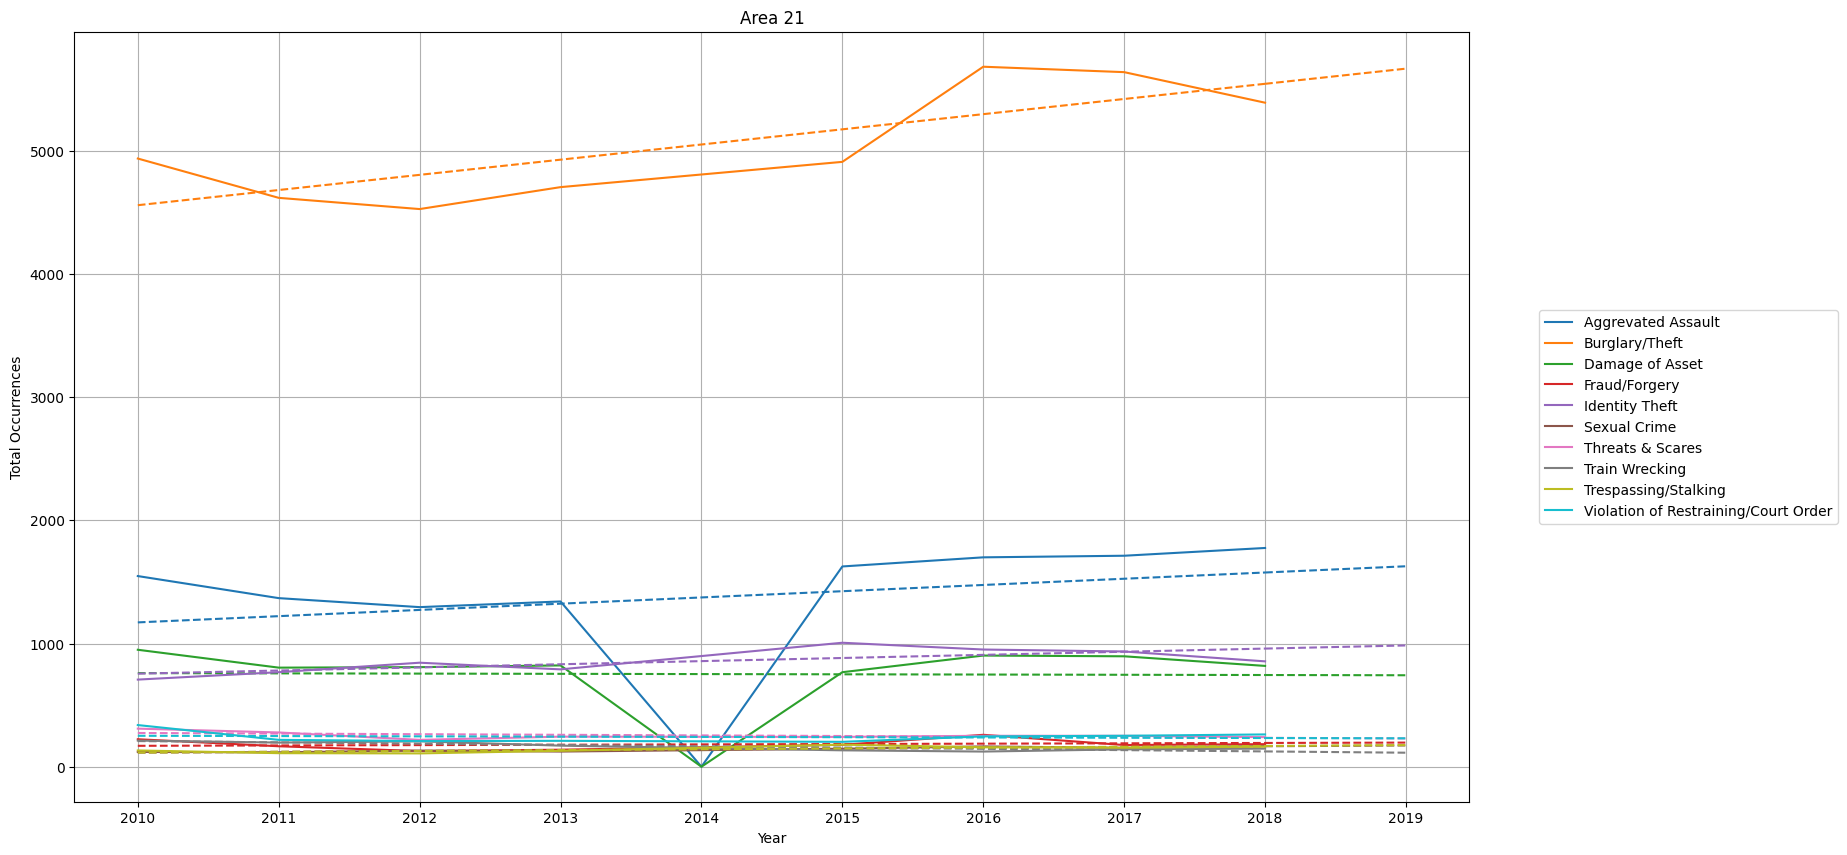 Area 21
Total Occurrences
5000
4000
3000
2000
1000
0
2010 2011 2012 2013 2014 2015 2016 2017 2018 2019
Year
Aggrevated Assault
Burglary/Theft
Damage of Asset
Fraud/Forgery
Identity Theft
Sexual Crime
Threats & Scares
Train Wrecking
Trespassing/Stalking
Violation of Restraining/Court Order